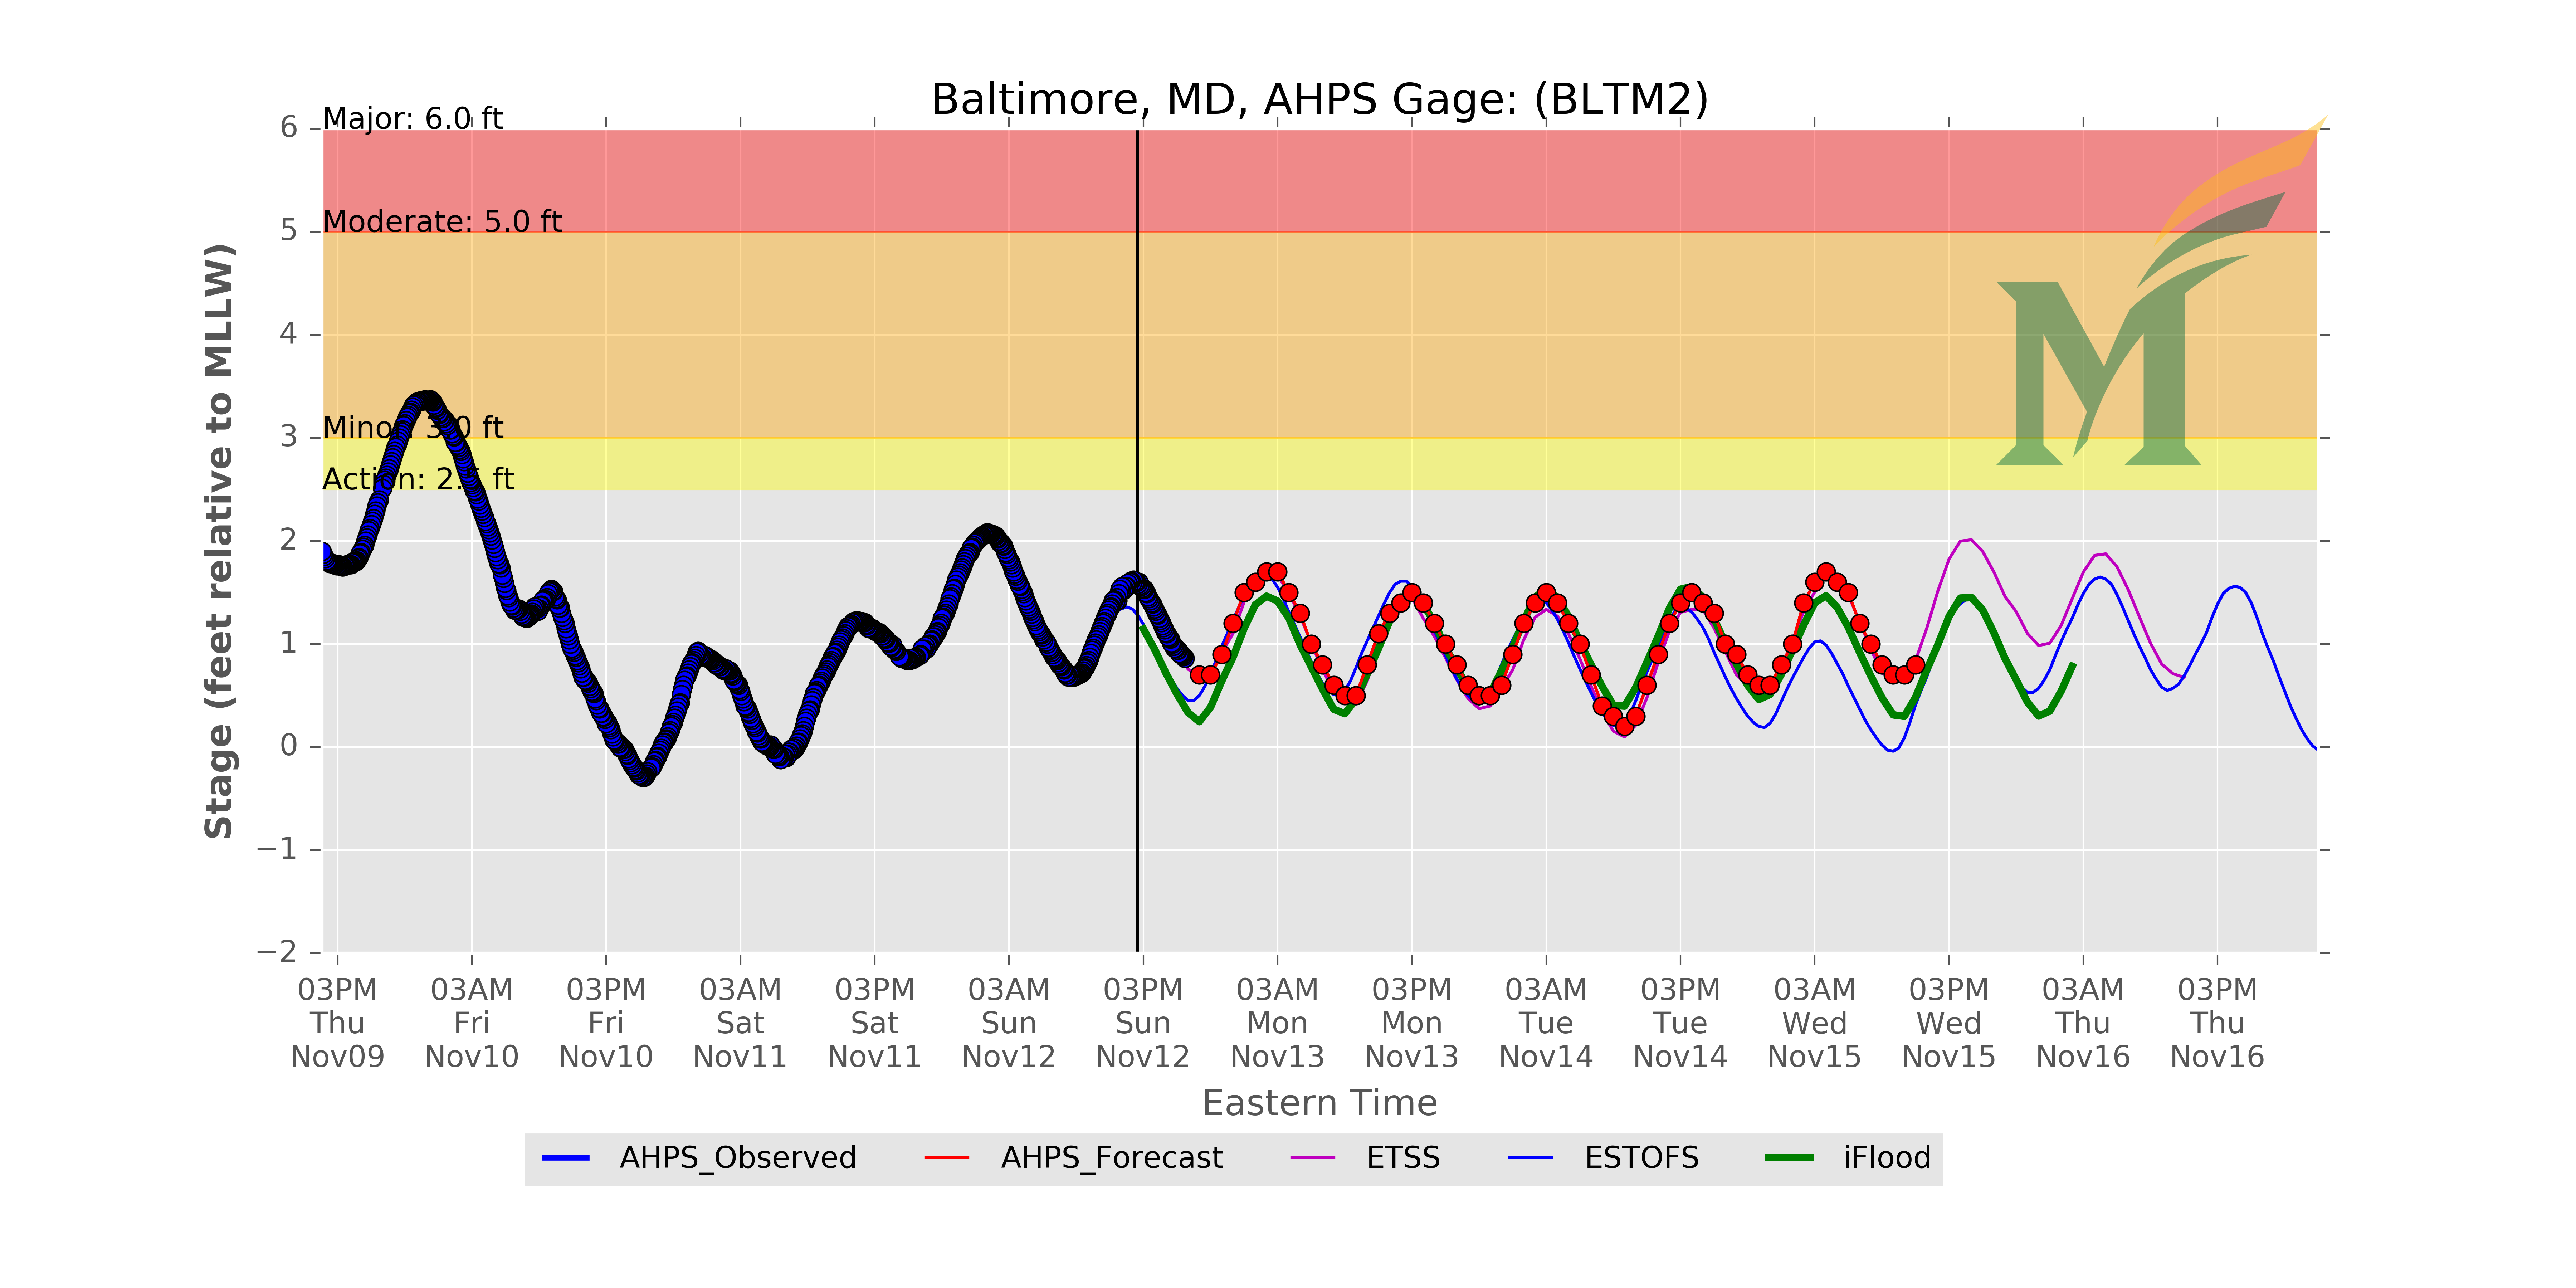 Baltimore, MD, AHPS Gage: (BLTM2)
Major: 6.0 ft
Moderate: 5.0 ft
Minor: 3.0 ft
Action: 2.5 ft
Stage (feet relative to MLLW)
6
5
4
3
2
1
0
−1
−2
03PM Thu Nov09
03AM Fri Nov10
03PM Fri Nov10
03AM Sat Nov11
03PM Sat Nov11
03AM Sun Nov12
03PM Sun Nov12
03AM Mon Nov13
03PM Mon Nov13
03AM Tue Nov14
03PM Tue Nov14
03AM Wed Nov15
03PM Wed Nov15
03AM Thu Nov16
03PM Thu Nov16
Eastern Time
AHPS_Observed
AHPS_Forecast
ETSS
ESTOFS
iFlood
M